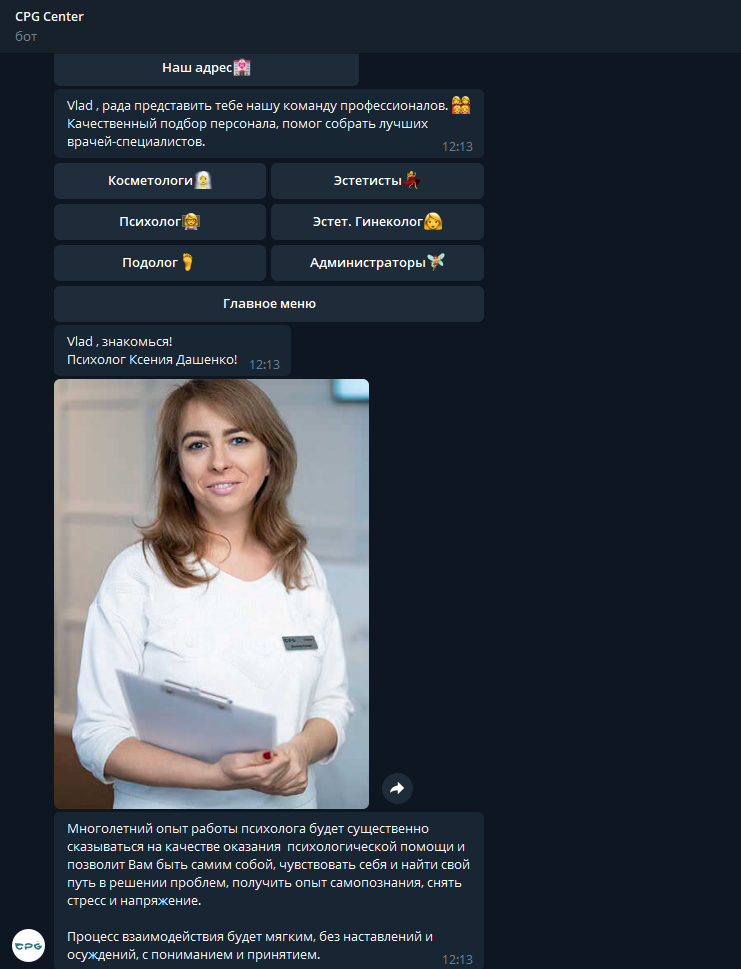 CPG Center
бот
Наш адрес🏩
Vlad , рада представить тебе нашу команду профессионалов. 👯
Качественный подбор персонала, помог собрать лучших
врачей-специалистов.
12:13
Косметологи👰
Эстетисты💃
Психолог👩‍🏫
Эстет. Гинеколог👩
Подолог🦶
Администраторы🧚
Главное меню
Vlad , знакомься!
Психолог Ксения Дашенко!
12:13
CPG
Многолетний опыт работы психолога будет существенно
сказываться на качестве оказания  психологической помощи и
позволит Вам быть самим собой, чувствовать себя и найти свой
путь в решении проблем, получить опыт самопознания, снять
стресс и напряжение.
Процесс взаимодействия будет мягким, без наставлений и
осуждений, с пониманием и принятием.
12:13
CPG